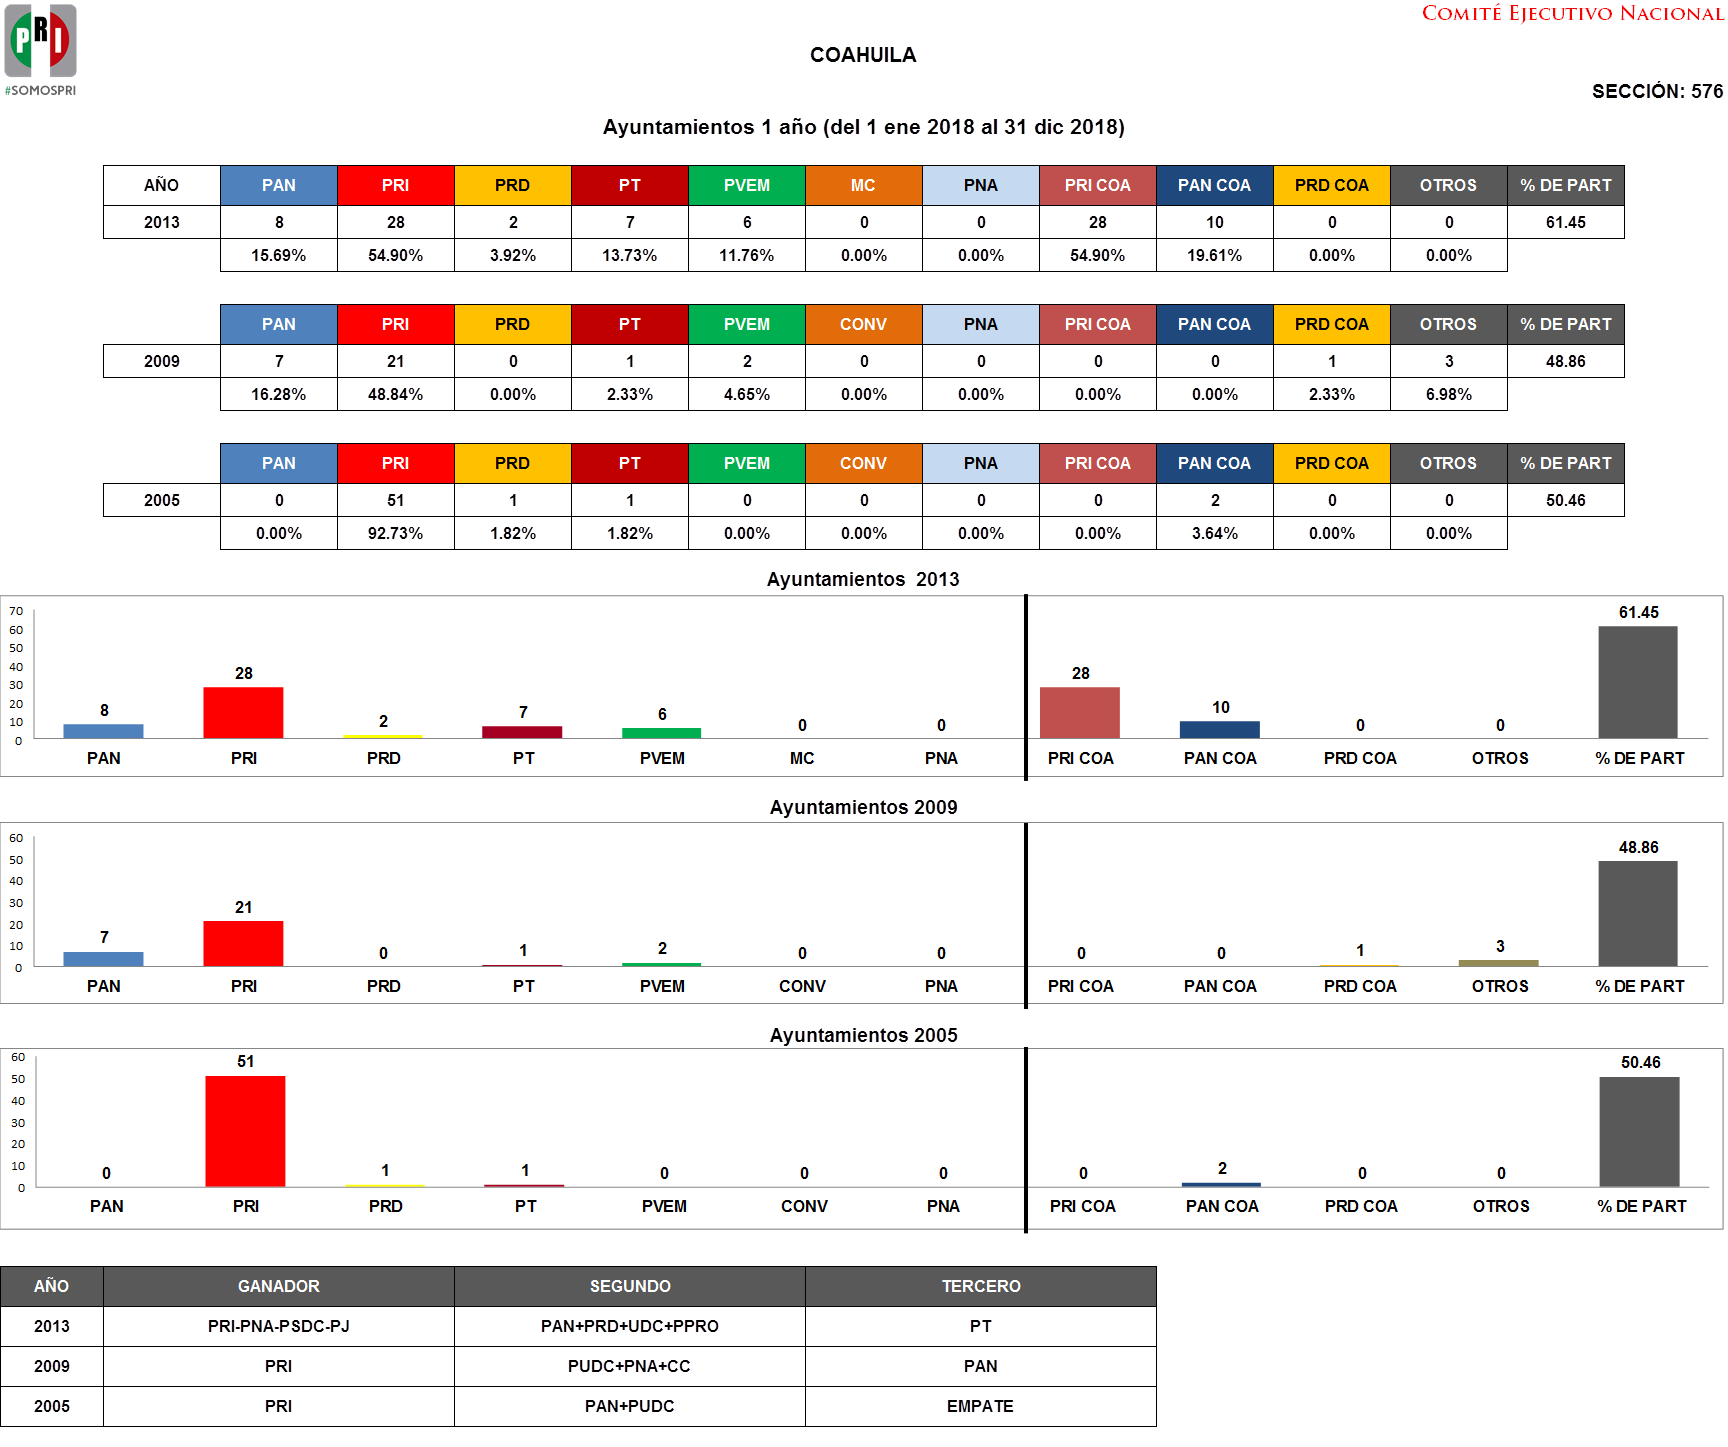 COMITÉ EJECUTIVO NACIONAL
PRI
#SOMOSPRI
COAHUILA
SECCIÓN: 576
Ayuntamientos 1 año (del 1 ene 2018 al 31 dic 2018)
AÑO PAN PRI PRD PT PVEM MC PNA PRI COA PAN COA PRD COA OTROS % DE PART
2013 8 28 2 7 6 0 0 28 10 0 0 61.45
15.69% 54.90% 3.92% 13.73% 11.76% 0.00% 0.00% 54.90% 19.61% 0.00% 0.00%
PAN PRI PRD PT PVEM CONV PNA PRI COA PAN COA PRD COA OTROS % DE PART
2009 7 21 0 1 2 0 0 0 0 1 3 48.86
16.28% 48.84% 0.00% 2.33% 4.65% 0.00% 0.00% 0.00% 0.00% 2.33% 6.98%
PAN PRI PRD PT PVEM CONV PNA PRI COA PAN COA PRD COA OTROS % DE PART
2005 0 51 1 1 0 0 0 0 2 0 0 50.46
0.00% 92.73% 1.82% 1.82% 0.00% 0.00% 0.00% 0.00% 3.64% 0.00% 0.00%
Ayuntamientos 2013
70
60
50
40
30
20
10
0
8 28 2 7 6 0 0 28 10 0 0 61.45
PAN PRI PRD PT PVEM MC PNA PRI COA PAN COA PRD COA OTROS % DE PART
Ayuntamientos 2009
60
50
40
30
20
10
0
7 21 0 1 2 0 0 0 0 1 3 48.86
PAN PRI PRD PT PVEM CONV PNA PRI COA PAN COA PRD COA OTROS % DE PART
Ayuntamientos 2005
60
50
40
30
20
10
0
0 51 1 1 0 0 0 0 2 0 0 50.46
PAN PRI PRD PT PVEM CONV PNA PRI COA PAN COA PRD COA OTROS % DE PART
AÑO GANADOR SEGUNDO TERCERO
2013 PRI-PNA-PSDC-PJ PAN+PRD+UDC+PPRO PT
2009 PRI PUDC+PNA+CC PAN
2005 PRI PAN+PUDC EMPATE